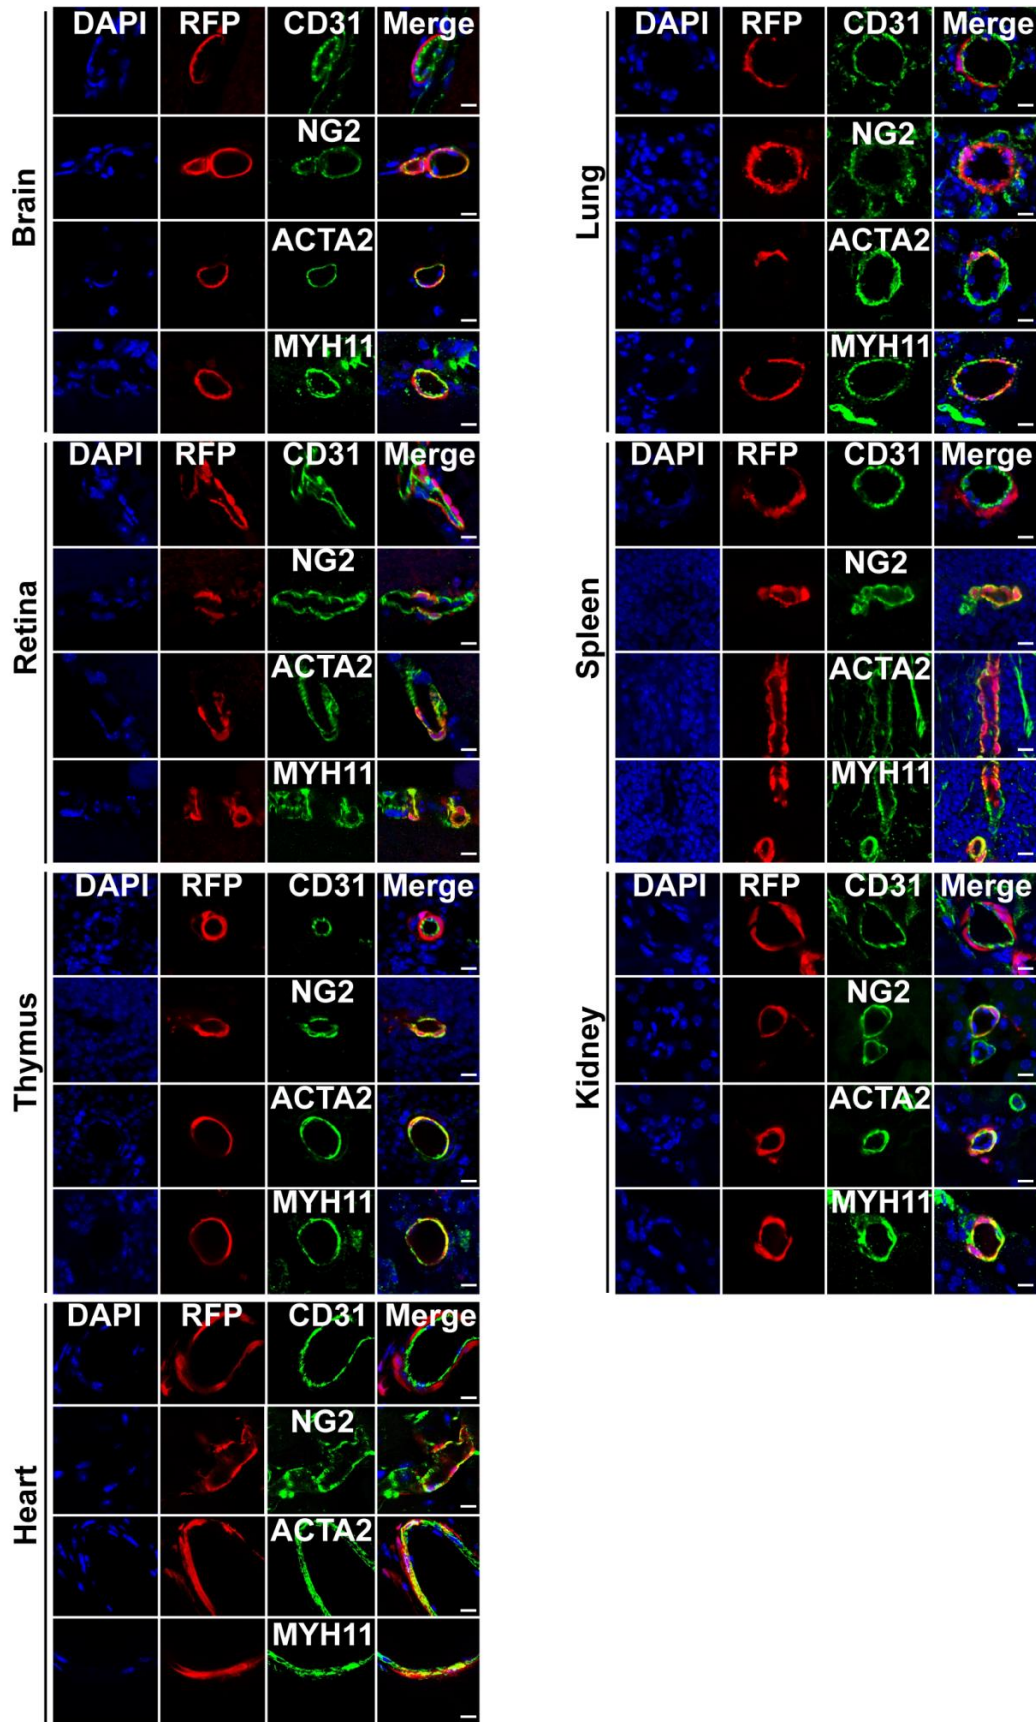 Brain
DAPI RFP CD31 Merge
NG2
ACTA2
MYH11
Retina
DAPI RFP CD31 Merge
NG2
ACTA2
MYH11
Thymus
DAPI RFP CD31 Merge
NG2
ACTA2
MYH11
Heart
DAPI RFP CD31 Merge
NG2
ACTA2
MYH11
Lung
DAPI RFP CD31 Merge
NG2
ACTA2
MYH11
Spleen
DAPI RFP CD31 Merge
NG2
ACTA2
MYH11
Kidney
DAPI RFP CD31 Merge
NG2
ACTA2
MYH11